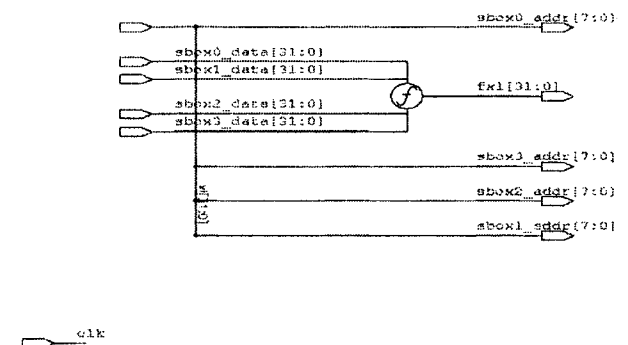 sbox0_addr[7:0]
sbox0_data[31:0]
sbox1_data[31:0]
fxl[31:0]
f
sbox2_data[31:0]
sbox3_data[31:0]
sbox3_addr[7:0]
sbox2_addr[7:0]
sbox1_addr[7:0]
clk